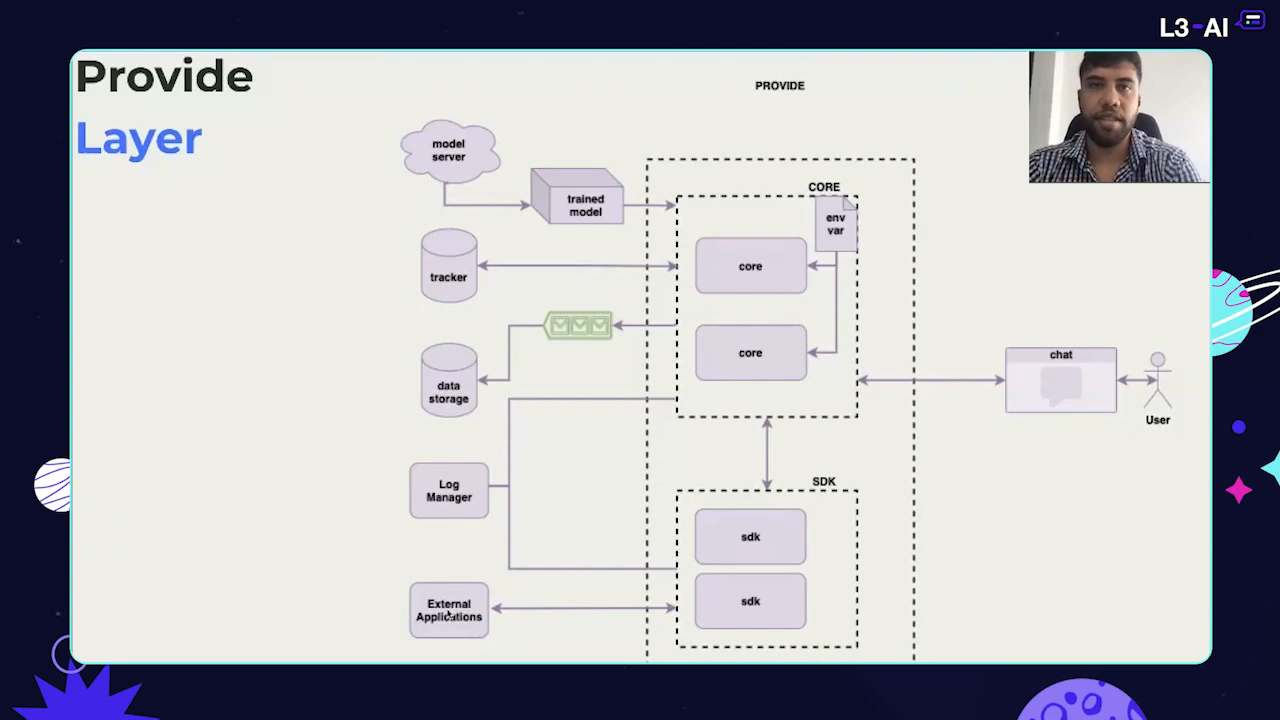 L3-AI
Provide
Layer
PROVIDE
model
server
trained
model
CORE
env
var
core
tracker
core
data
storage
chat
User
Log
Manager
SDK
sdk
sdk
External
Applications